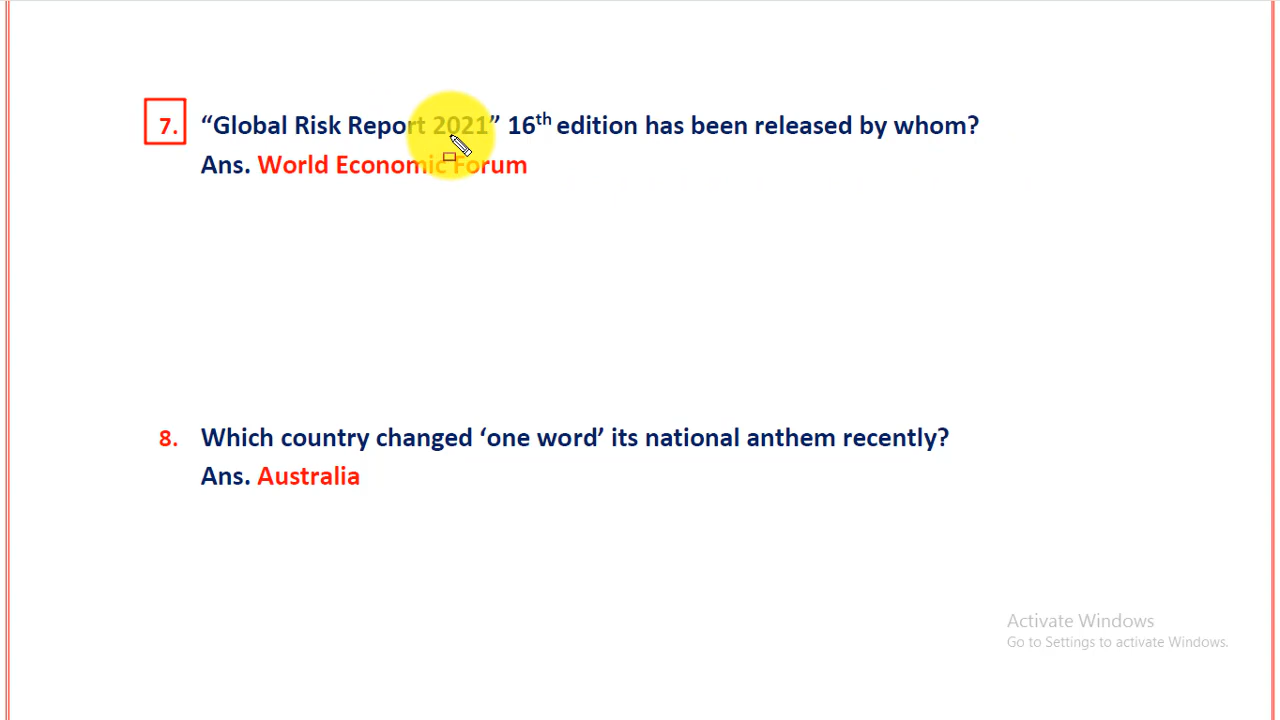 7. “Global Risk Report 2021” 16th edition has been released by whom?
Ans. World Economic Forum
8. Which country changed ‘one word’ its national anthem recently?
Ans. Australia
Activate Windows
Go to Settings to activate Windows.